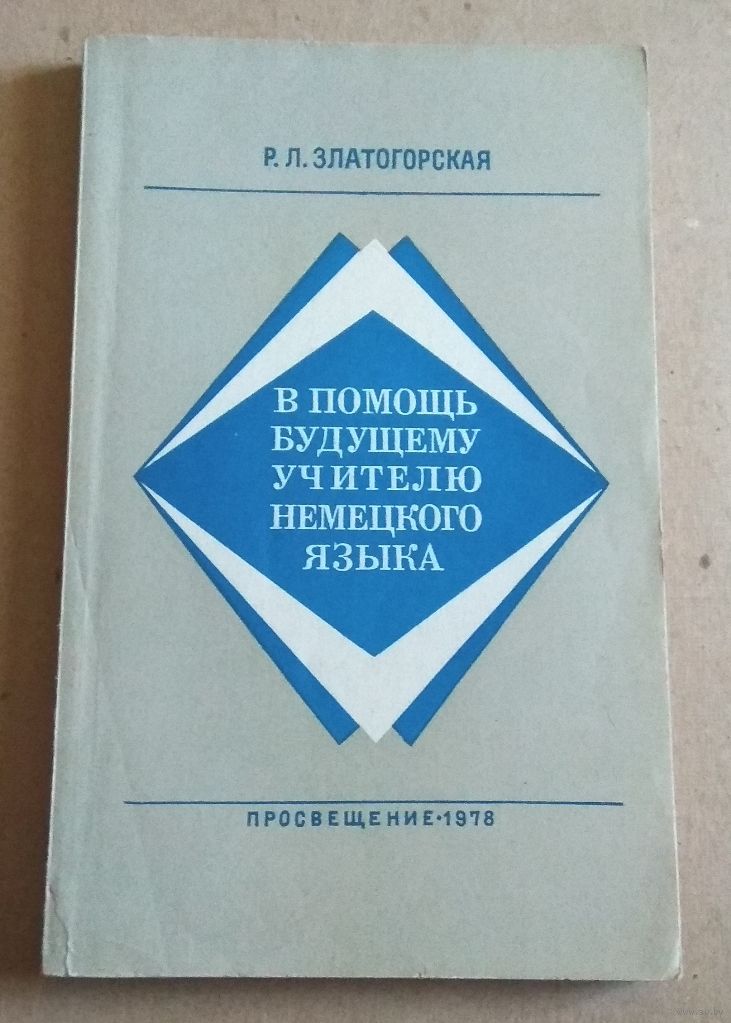 Р. Л. ЗЛАТОГОРСКАЯ
В ПОМОЩЬ
БУДУЩЕМУ
УЧИТЕЛЮ
НЕМЕЦКОГО
ЯЗЫКА
ПРОСВЕЩЕНИЕ·1978